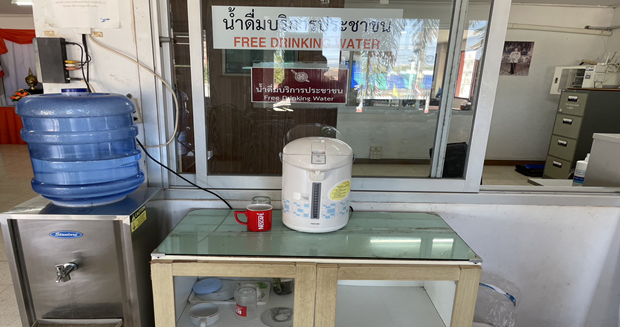 น้ำดื่มบริการประชาชน
FREE DRINKING WATER
น้ำดื่มบริการประชาชน
Free Drinking Water
NESCAFÉ